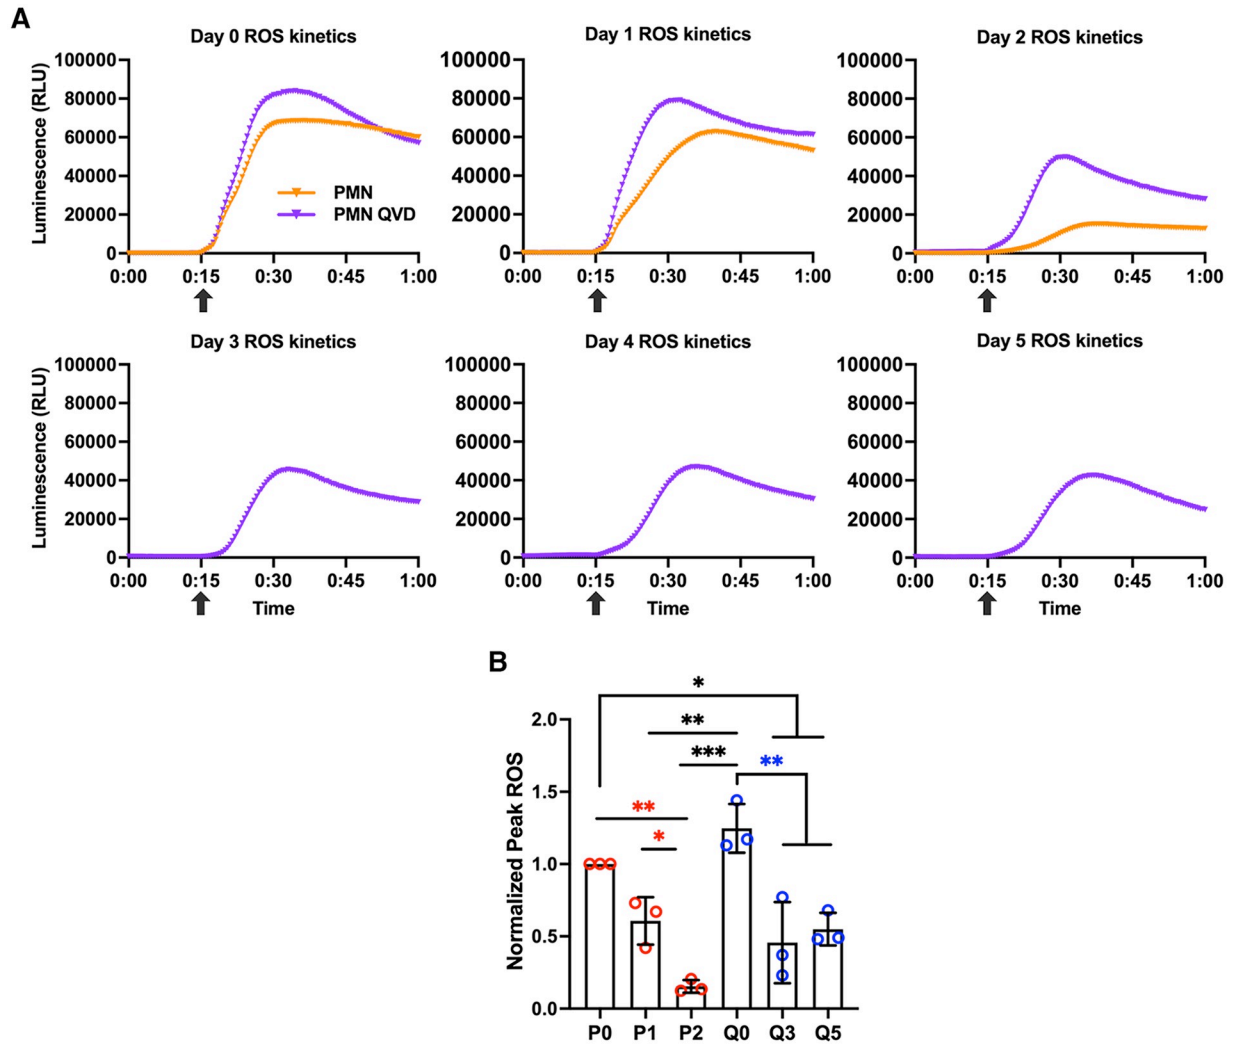 A
Day 0 ROS kinetics
Day 1 ROS kinetics
Day 2 ROS kinetics
Luminescence (RLU)
100000
80000
60000
40000
20000
0
PMN
PMN QVD
0:00 0:15 0:30 0:45 1:00
100000
80000
60000
40000
20000
0
0:00 0:15 0:30 0:45 1:00
100000
80000
60000
40000
20000
0
0:00 0:15 0:30 0:45 1:00
Day 3 ROS kinetics
Day 4 ROS kinetics
Day 5 ROS kinetics
Luminescence (RLU)
100000
80000
60000
40000
20000
0
0:00 0:15 0:30 0:45 1:00
Time
100000
80000
60000
40000
20000
0
0:00 0:15 0:30 0:45 1:00
Time
100000
80000
60000
40000
20000
0
0:00 0:15 0:30 0:45 1:00
Time
B
Normalized Peak ROS
2.0
1.5
1.0
0.5
0.0
*
**
***
**
**
*
P0 P1 P2 Q0 Q3 Q5